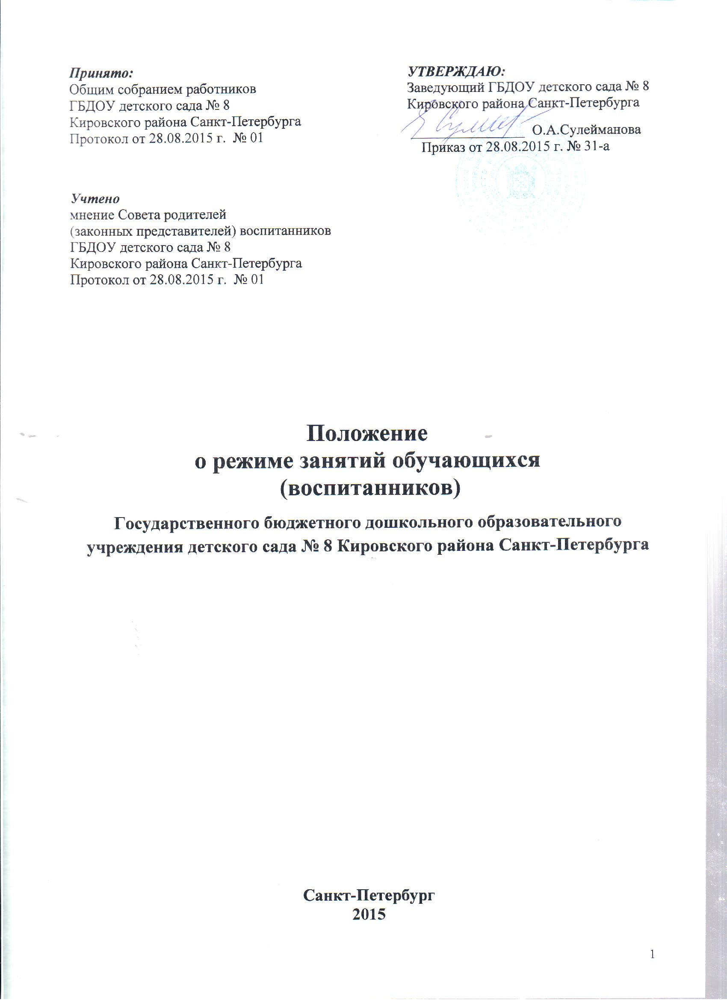 Принято:
Общим собранием работников
ГБДОУ детского сада № 8
Кировского района Санкт-Петербурга
Протокол от 28.08.2015 г.  № 01
УТВЕРЖДАЮ:
Заведующий ГБДОУ детского сада № 8
Кировского района Санкт-Петербурга
О.А.Сулейманова
Приказ от 28.08.2015 г. № 31-а
Учтено
мнение Совета родителей
(законных представителей) воспитанников
ГБДОУ детского сада № 8
Кировского района Санкт-Петербурга
Протокол от 28.08.2015 г.  № 01
Положение
о режиме занятий обучающихся
(воспитанников)
Государственного бюджетного дошкольного образовательного
учреждения детского сада № 8 Кировского района Санкт-Петербурга
Санкт-Петербург
2015
1